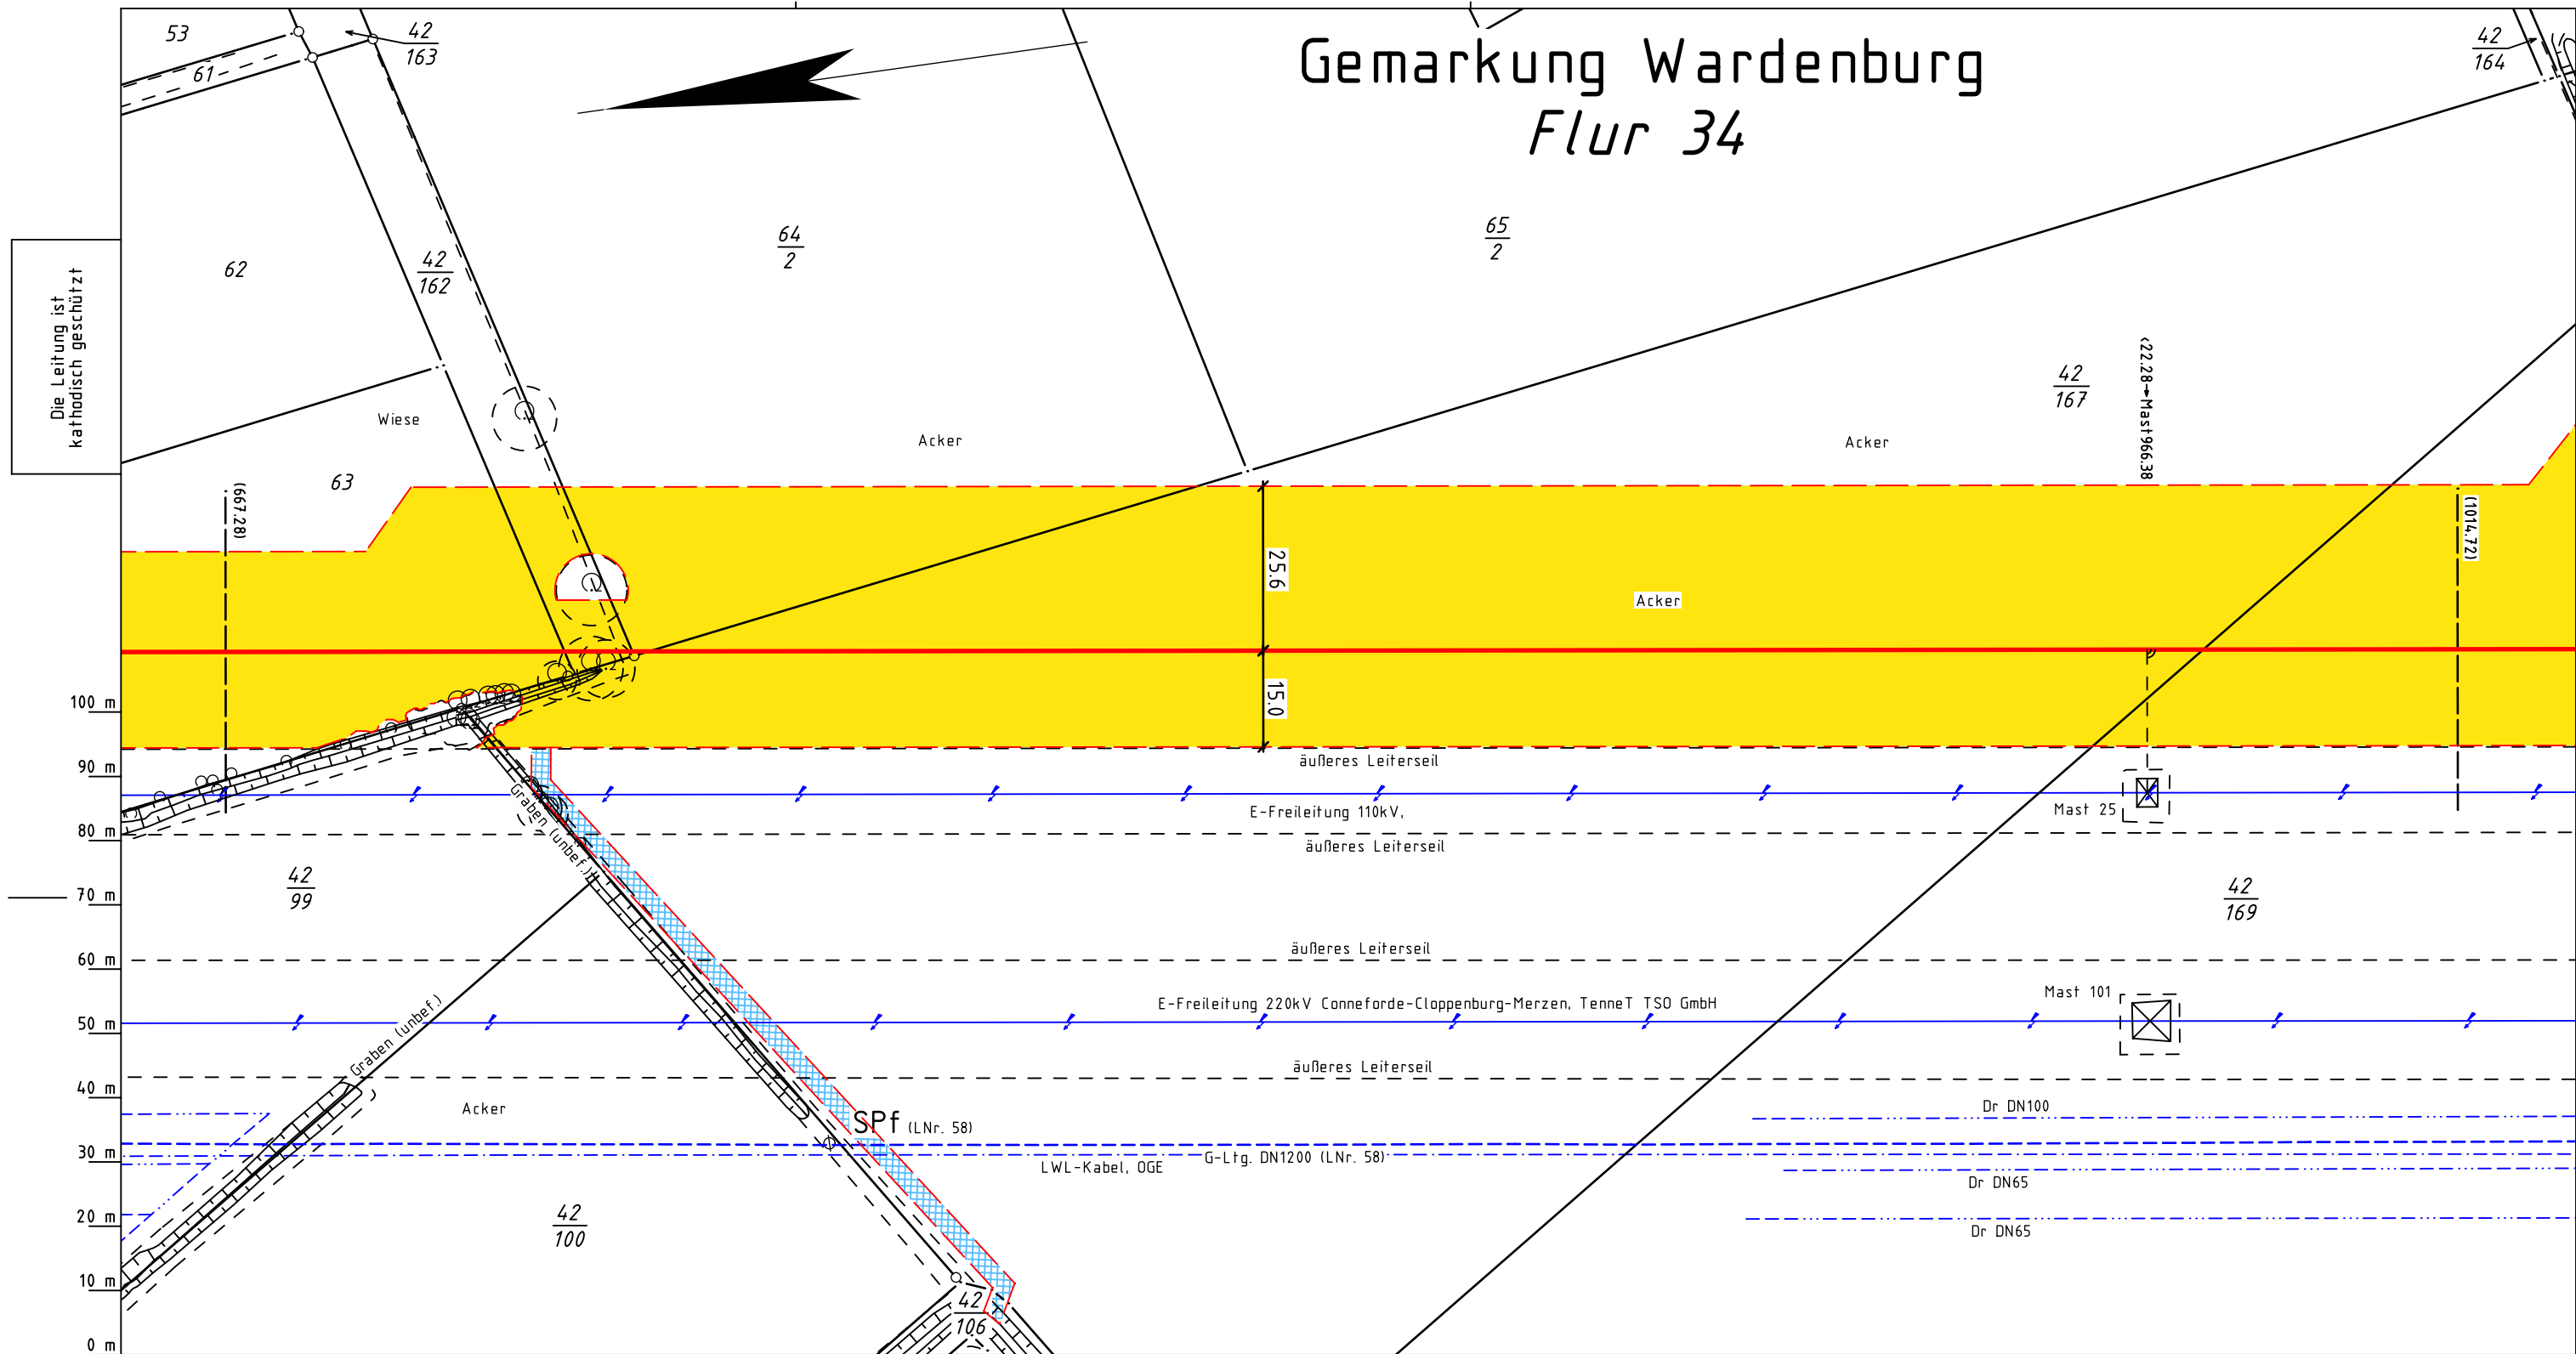 Gemarkung Wardenburg
Flur 34
53
61
42
163
42
164
62
42
162
64
2
65
2
Die Leitung ist
kathodisch geschützt
42
167
<22.28
Mast966.38
Wiese
Acker
Acker
63
(667.28)
(1014.72)
25.6
Acker
15.0
100 m
90 m
80 m
70 m
60 m
50 m
40 m
30 m
20 m
10 m
0 m
äußeres Leiterseil
E-Freileitung 110kV,
Mast 25
äußeres Leiterseil
Graben (unbef.)
42
99
42
169
äußeres Leiterseil
E-Freileitung 220kV Conneforde-Cloppenburg-Merzen, TenneT TSO GmbH
Mast 101
Graben (unbef.)
äußeres Leiterseil
Acker
SPf (LNr. 58)
Dr DN100
G-Ltg. DN1200 (LNr. 58)
LWL-Kabel, OGE
Dr DN65
Dr DN65
42
100
42
106